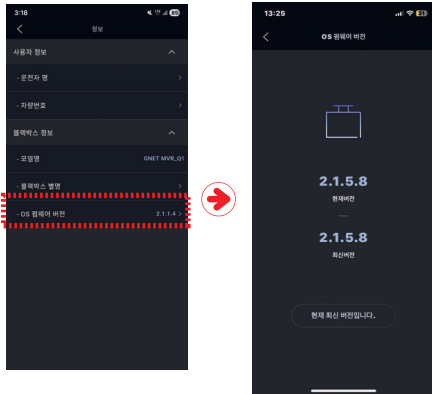 3:18
85
정보
사용자 정보
- 운전자 명
- 차량번호
블랙박스 정보
- 모델명 GNET MVR_Q1
- 블랙박스 별명
- OS 펌웨어 버전 2.1.1.4
13:25
OS 펌웨어 버전
2.1.5.8
현재버전
2.1.5.8
최신버전
현재 최신 버전입니다.